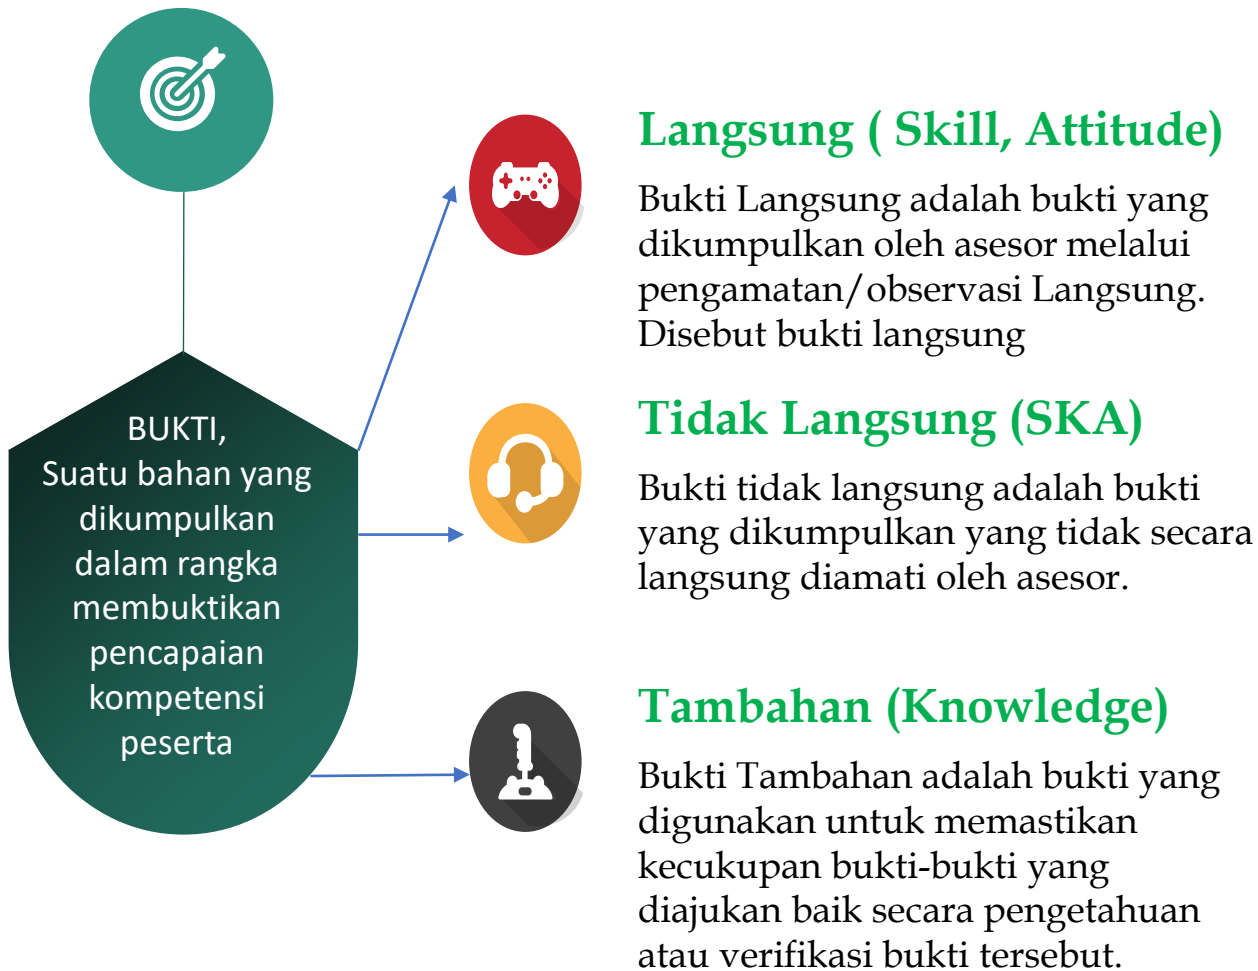 BUKTI,
Suatu bahan yang
dikumpulkan
dalam rangka
membuktikan
pencapaian
kompetensi
peserta
Langsung ( Skill, Attitude)
Bukti Langsung adalah bukti yang
dikumpulkan oleh asesor melalui
pengamatan/observasi Langsung.
Disebut bukti langsung
Tidak Langsung (SKA)
Bukti tidak langsung adalah bukti
yang dikumpulkan yang tidak secara
langsung diamati oleh asesor.
Tambahan (Knowledge)
Bukti Tambahan adalah bukti yang
digunakan untuk memastikan
kecukupan bukti-bukti yang
diajukan baik secara pengetahuan
atau verifikasi bukti tersebut.